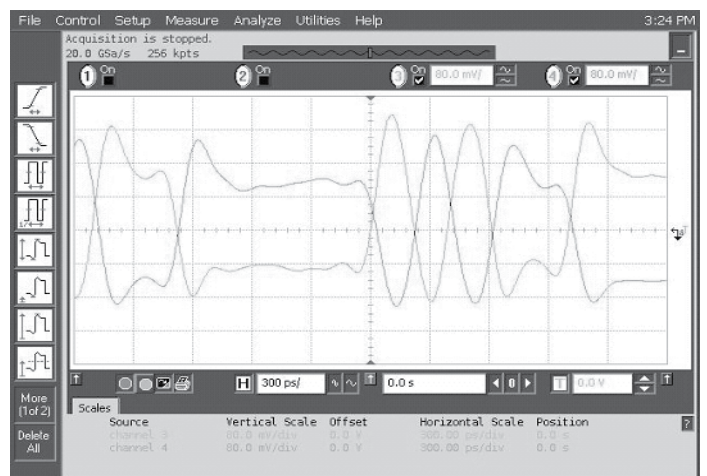 File Control Setup Measure Analyze Utilities Help 3:24 PM
Acquisition is stopped.
20.0 GSa/s 256 kpts
1 On 2 On 3 On 80.0 mV/ 4 On 80.0 mV/
H 300 ps/ 0.0 s 0 T 0.0 V
More
(1of 2)
Delete
All
Scales ?
Source Vertical Scale Offset Horizontal Scale Position
channel 3 80.0 mV/div 0.0 V 300.00 ps/div 0.0 s
channel 4 80.0 mV/div 0.0 V 300.00 ps/div 0.0 s